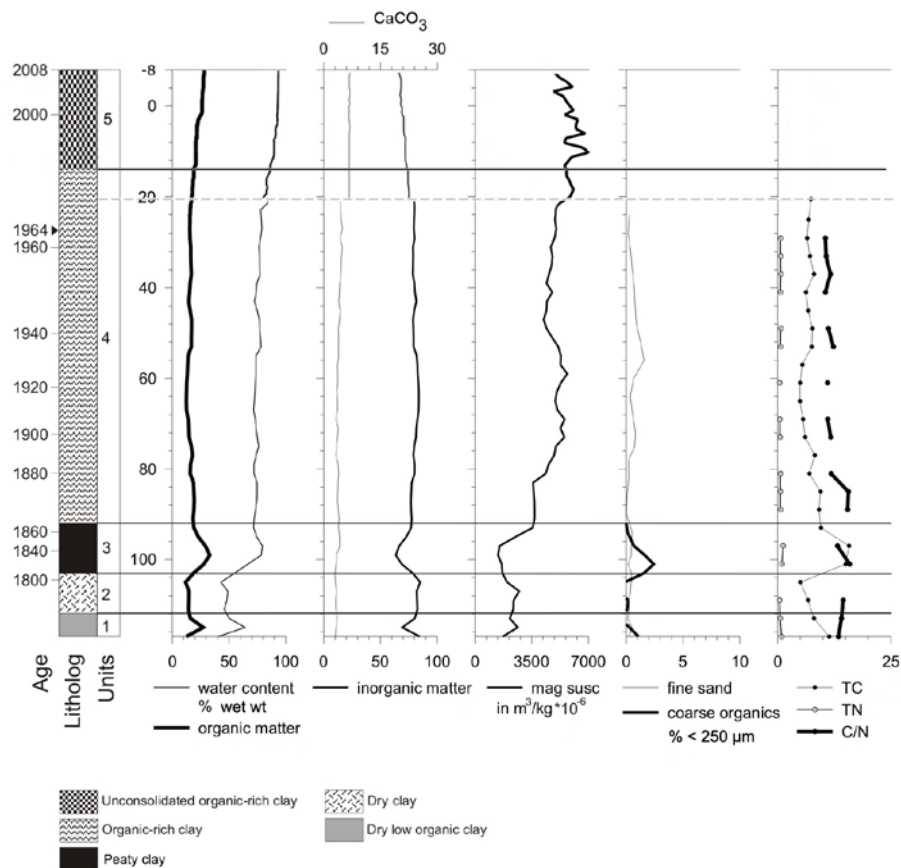 CaCO3
0 15 30
2008
2000
1964
1960
1940
1920
1900
1880
1860
1840
1800
5
4
3
2
1
-8
0
20
40
60
80
100
0 50 100
0 50 100
0 3500 7000
0 5 10
0 25
Age
Litholog
Units
water content
% wet wt
organic matter
inorganic matter
mag susc
in m3/kg*10-6
fine sand
coarse organics
% < 250 µm
TC
TN
C/N
Unconsolidated organic-rich clay
Organic-rich clay
Peaty clay
Dry clay
Dry low organic clay